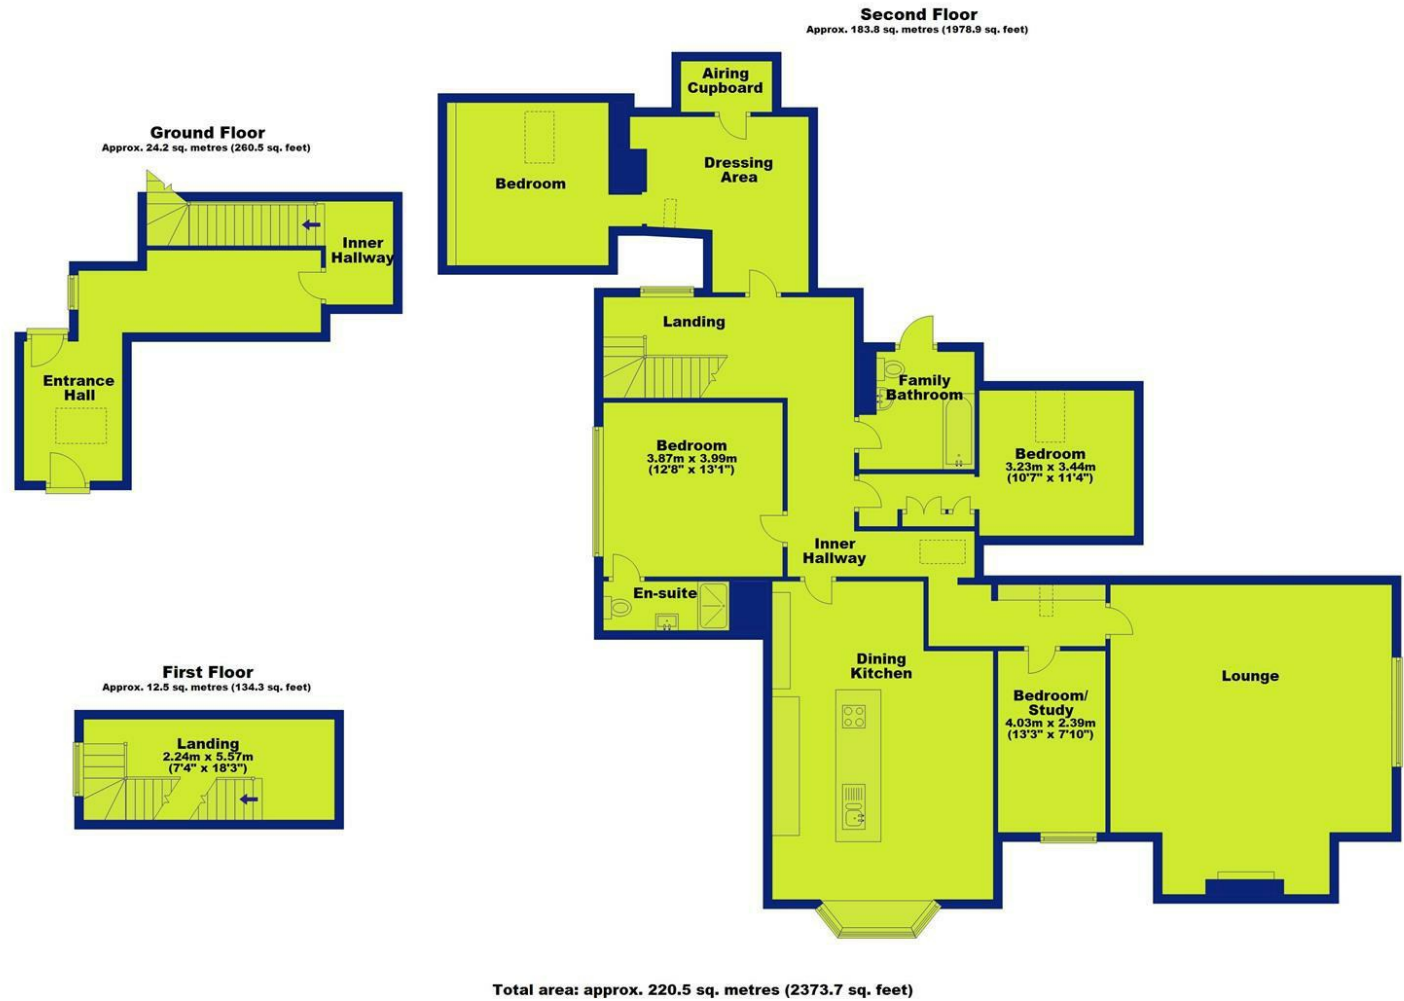 Second Floor
Approx. 183.8 sq. metres (1978.9 sq. feet)
Airing
Cupboard
Ground Floor
Approx. 24.2 sq. metres (260.5 sq. feet)
Dressing
Area
Bedroom
Inner
Hallway
Landing
Entrance
Hall
Family
Bathroom
Bedroom
3.87m x 3.99m
(12'8" x 13'1")
Bedroom
3.23m x 3.44m
(10'7" x 11'4")
Inner
Hallway
En-suite
First Floor
Approx. 12.5 sq. metres (134.3 sq. feet)
Dining
Kitchen
Lounge
Bedroom/
Study
4.03m x 2.39m
(13'3" x 7'10")
Landing
2.24m x 5.57m
(7'4" x 18'3")
Total area: approx. 220.5 sq. metres (2373.7 sq. feet)